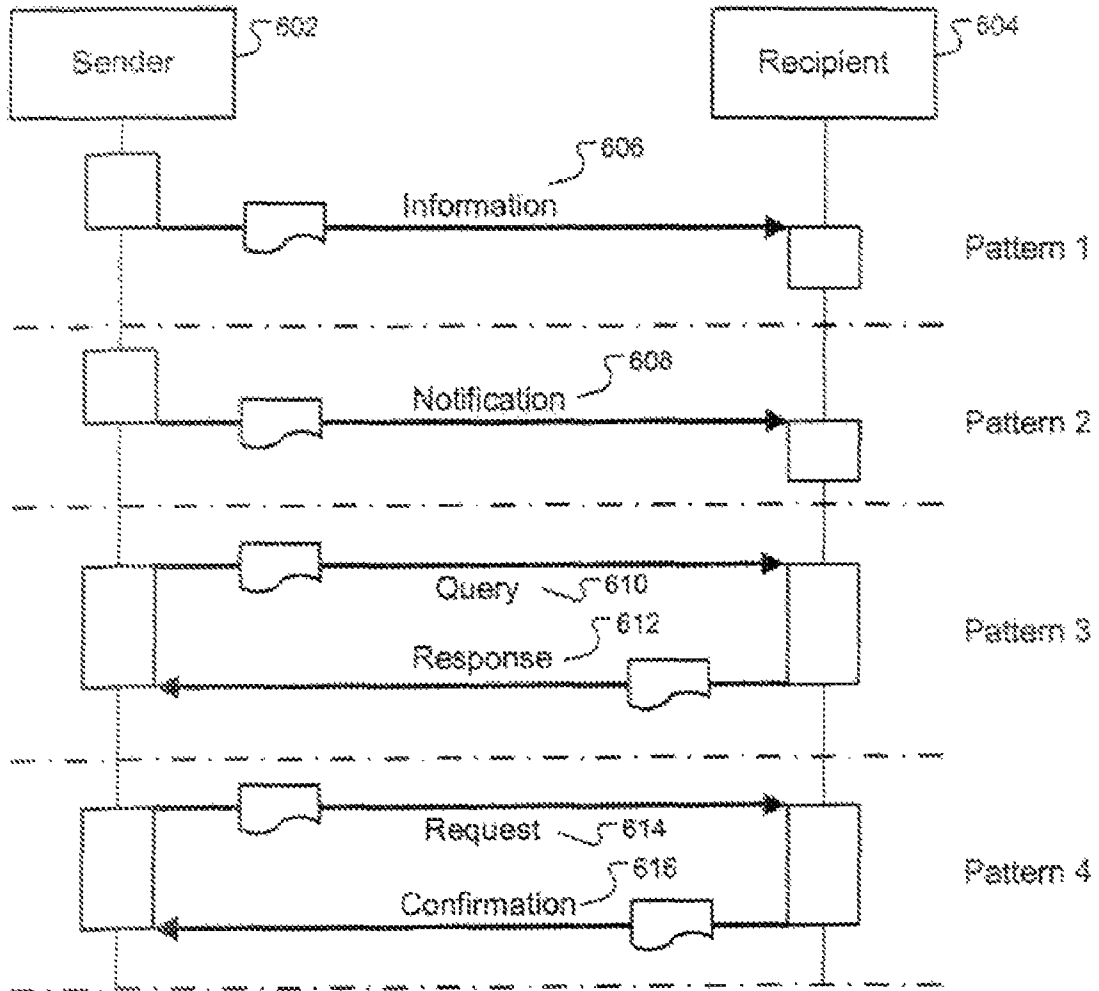 Sender
602
Recipient
604
606
Information
Pattern 1
608
Notification
Pattern 2
Query
610
612
Response
Pattern 3
Request
614
616
Confirmation
Pattern 4